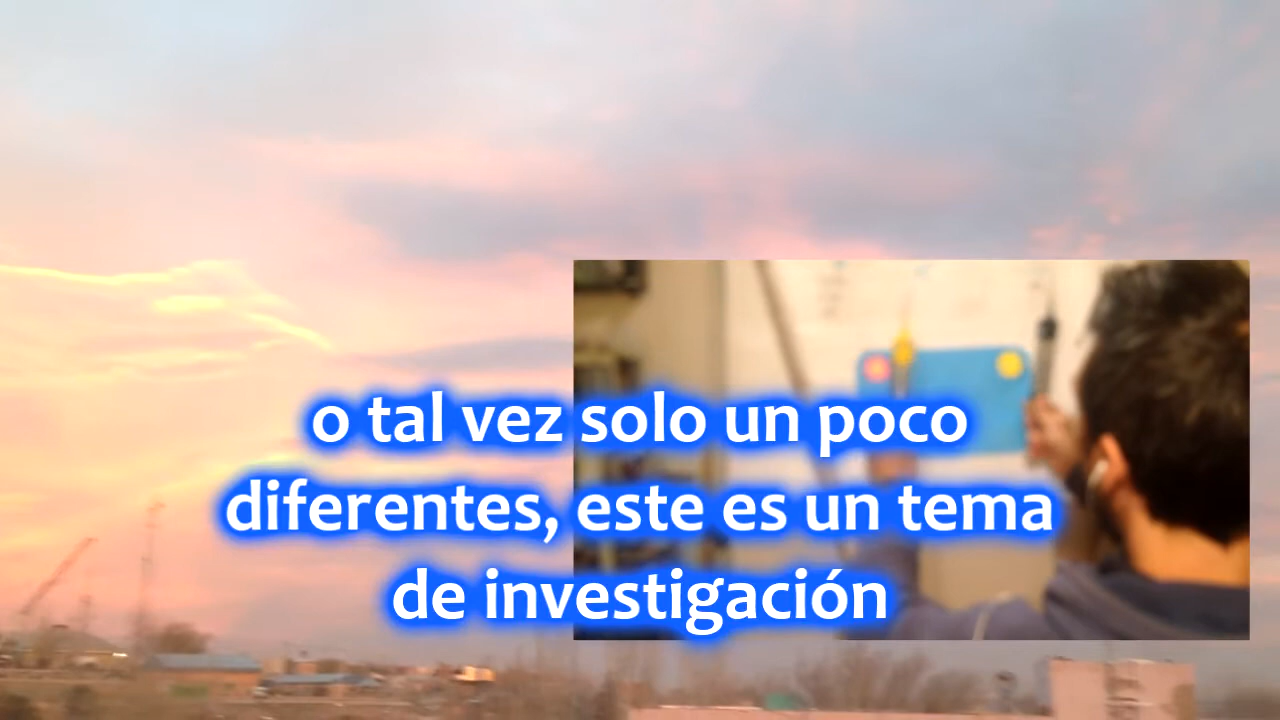 o tal vez solo un poco
diferentes, este es un tema
de investigación